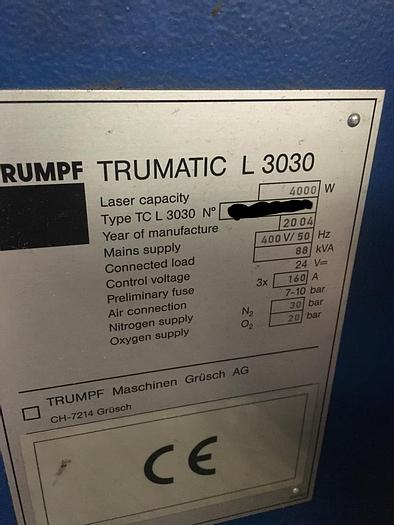 RUMPF TRUMATIC L 3030
Laser capacity 4000 W
Type TC L 3030 N°
Year of manufacture 2004
Mains supply 400 V/ 50 Hz
Connected load 88 kVA
Control voltage 24 V=
Preliminary fuse 3x 160 A
Air connection 7-10 bar
Nitrogen supply N₂ 30 bar
Oxygen supply O₂ 20 bar
TRUMPF Maschinen Grüsch AG
CH-7214 Grüsch
CE